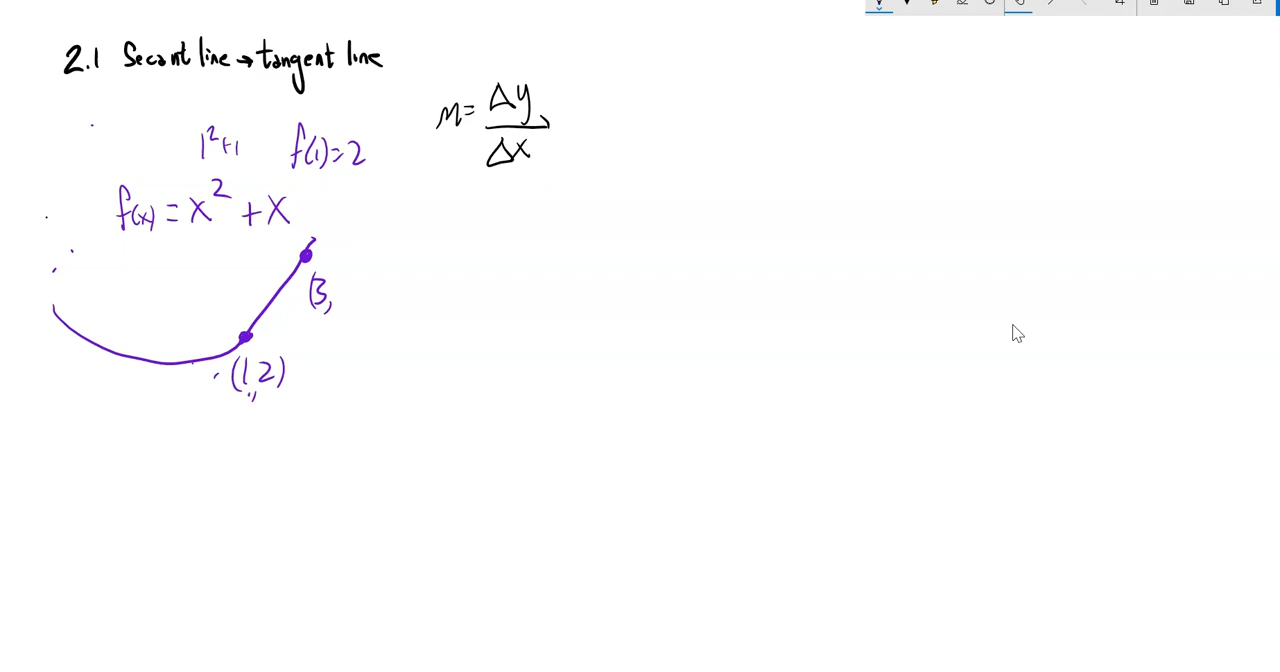 2.1 Secant line → tangent line
m = Δy / Δx
1²+1 f(1)=2
f(x) = x² + x
(3,
(1,2)